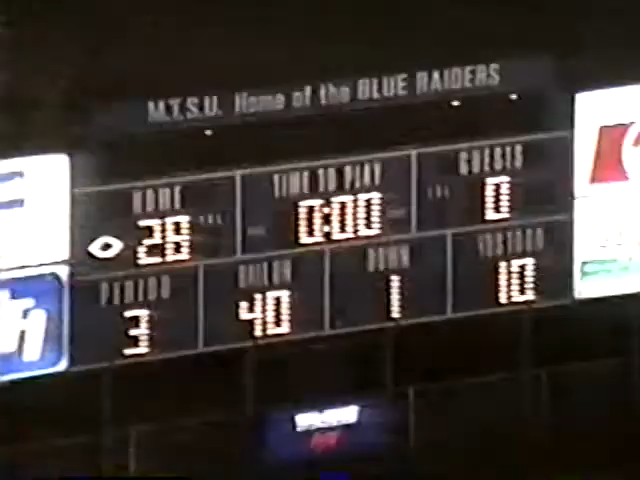 M.T.S.U. Home of the BLUE RAIDERS
HOME TIME TO PLAY GUESTS
28 0:00 0
PERIOD BALL ON DOWN YDS TO GO
3 40 1 10